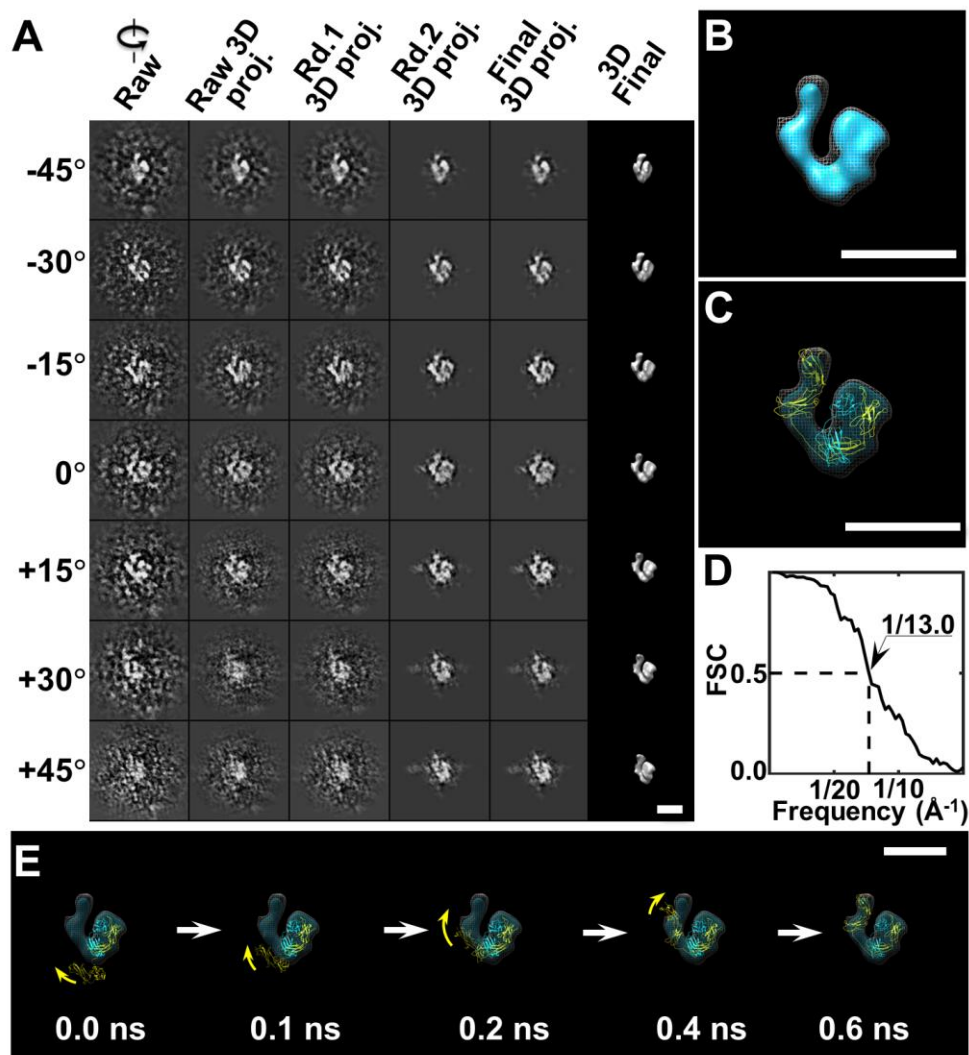 A
Raw
Raw 3D
proj.
Rd.1
3D proj.
Rd.2
3D proj.
Final
3D proj.
3D
Final
-45°
-30°
-15°
0°
+15°
+30°
+45°
B
C
D
FSC
0.5
0.0
1/13.0
1/20
1/10
Frequency (Å⁻¹)
E
0.0 ns
0.1 ns
0.2 ns
0.4 ns
0.6 ns